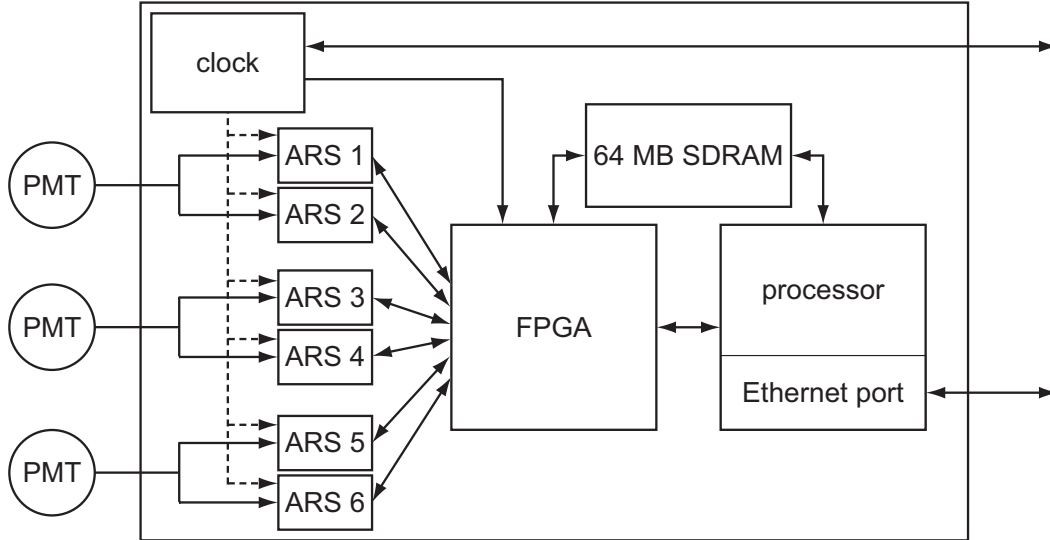 clock
ARS 1
64 MB SDRAM
PMT
ARS 2
ARS 3
processor
PMT
FPGA
ARS 4
Ethernet port
ARS 5
PMT
ARS 6